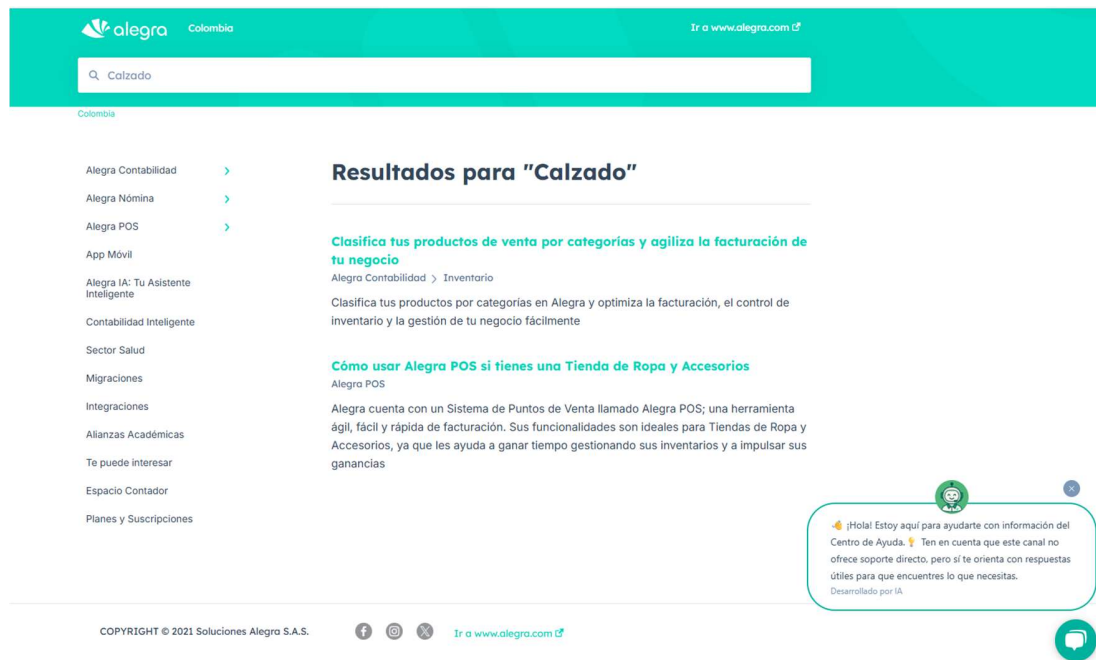 alegra Colombia Ir a www.alegra.com
Calzado
Colombia
Alegra Contabilidad
Alegra Nómina
Alegra POS
App Móvil
Alegra IA: Tu Asistente
Inteligente
Contabilidad Inteligente
Sector Salud
Migraciones
Integraciones
Alianzas Académicas
Te puede interesar
Espacio Contador
Planes y Suscripciones
Resultados para "Calzado"
Clasifica tus productos de venta por categorías y agiliza la facturación de
tu negocio
Alegra Contabilidad > Inventario
Clasifica tus productos por categorías en Alegra y optimiza la facturación, el control de
inventario y la gestión de tu negocio fácilmente
Cómo usar Alegra POS si tienes una Tienda de Ropa y Accesorios
Alegra POS
Alegra cuenta con un Sistema de Puntos de Venta llamado Alegra POS; una herramienta
ágil, fácil y rápida de facturación. Sus funcionalidades son ideales para Tiendas de Ropa y
Accesorios, ya que les ayuda a ganar tiempo gestionando sus inventarios y a impulsar sus
ganancias
¡Hola! Estoy aquí para ayudarte con información del
Centro de Ayuda. Ten en cuenta que este canal no
ofrece soporte directo, pero sí te orienta con respuestas
útiles para que encuentres lo que necesitas.
Desarrollado por IA
COPYRIGHT © 2021 Soluciones Alegra S.A.S. Ir a www.alegra.com